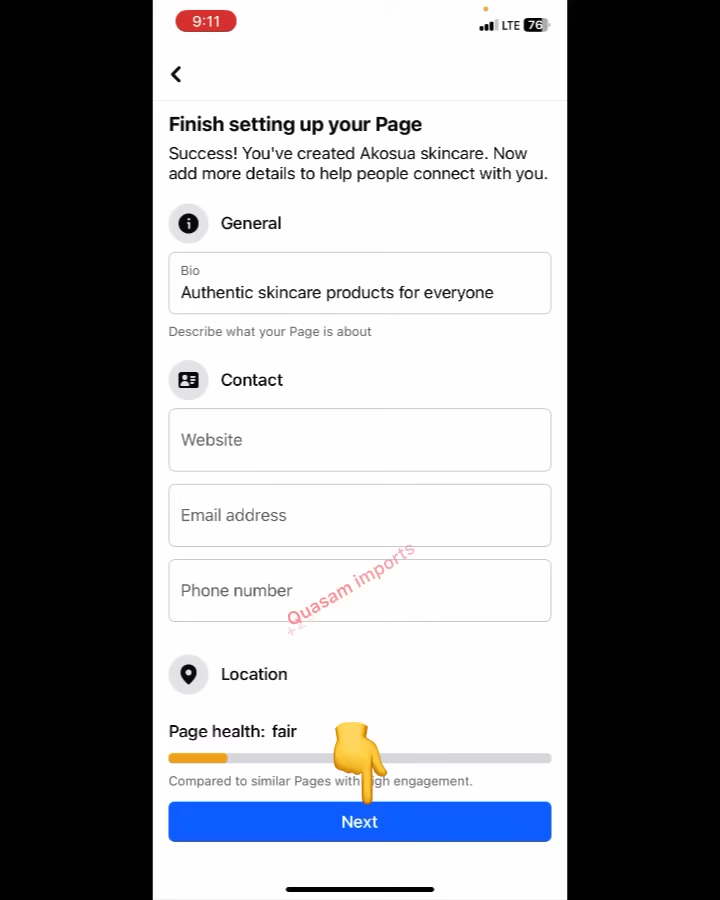 9:11
LTE 76
Finish setting up your Page
Success! You've created Akosua skincare. Now
add more details to help people connect with you.
General
Bio
Authentic skincare products for everyone
Describe what your Page is about
Contact
Website
Email address
Phone number
Quasam imports
Location
Page health: fair
Compared to similar Pages with high engagement.
Next